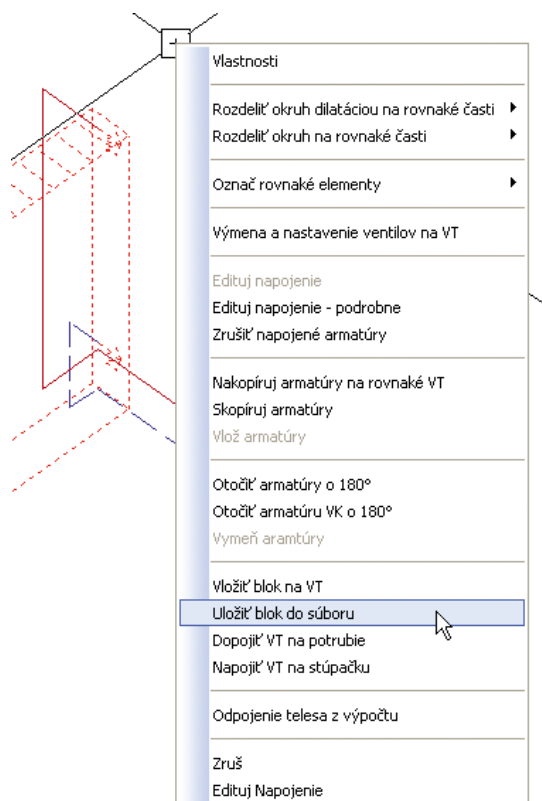 Vlastnosti
Rozdeliť okruh dilatáciou na rovnaké časti
Rozdeliť okruh na rovnaké časti
Označ rovnaké elementy
Výmena a nastavenie ventilov na VT
Edituj napojenie
Edituj napojenie - podrobne
Zrušiť napojené armatúry
Nakopíruj armatúry na rovnaké VT
Skopíruj armatúry
Vlož armatúry
Otočiť armatúry o 180°
Otočiť armatúru VK o 180°
Vymeň aramtúry
Vložiť blok na VT
Uložiť blok do súboru
Dopojiť VT na potrubie
Napojiť VT na stúpačku
Odpojenie telesa z výpočtu
Zruš
Edituj Napojenie